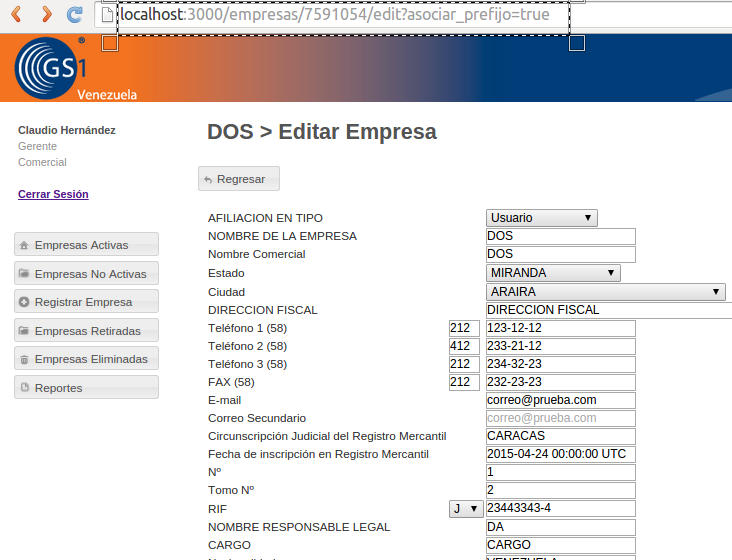 localhost:3000/empresas/7591054/edit?asociar_prefijo=true
GS1
Venezuela
Claudio Hernández
Gerente
Comercial
Cerrar Sesión
Empresas Activas
Empresas No Activas
Registrar Empresa
Empresas Retiradas
Empresas Eliminadas
Reportes
DOS > Editar Empresa
Regresar
AFILIACION EN TIPO Usuario
NOMBRE DE LA EMPRESA DOS
Nombre Comercial DOS
Estado MIRANDA
Ciudad ARAIRA
DIRECCION FISCAL DIRECCION FISCAL
Teléfono 1 (58) 212 123-12-12
Teléfono 2 (58) 412 233-21-12
Teléfono 3 (58) 212 234-32-23
FAX (58) 212 232-23-23
E-mail correo@prueba.com
Correo Secundario correo@prueba.com
Circunscripción Judicial del Registro Mercantil CARACAS
Fecha de inscripción en Registro Mercantil 2015-04-24 00:00:00 UTC
Nº 1
Tomo Nº 2
RIF J 23443343-4
NOMBRE RESPONSABLE LEGAL DA
CARGO CARGO